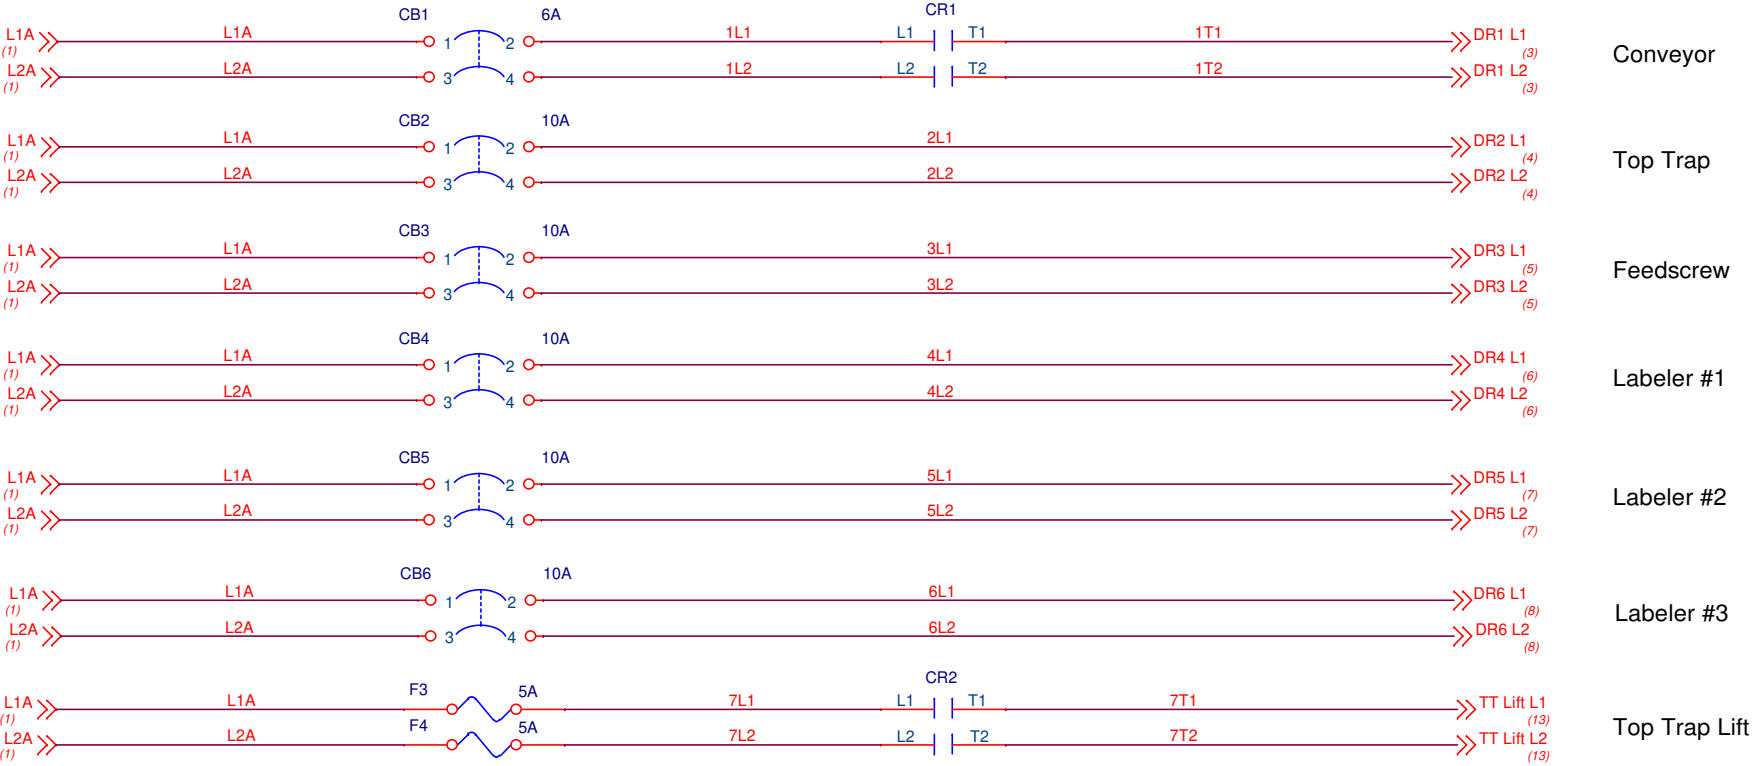 CB1 6A CR1
L1A L1A 1 2 1L1 L1 T1 1T1 DR1 L1
(1) (3)
Conveyor
L2A L2A 3 4 1L2 L2 T2 1T2 DR1 L2
(1) (3)
CB2 10A
L1A L1A 1 2 2L1 DR2 L1
(1) (4)
Top Trap
L2A L2A 3 4 2L2 DR2 L2
(1) (4)
CB3 10A
L1A L1A 1 2 3L1 DR3 L1
(1) (5)
Feedscrew
L2A L2A 3 4 3L2 DR3 L2
(1) (5)
CB4 10A
L1A L1A 1 2 4L1 DR4 L1
(1) (6)
Labeler #1
L2A L2A 3 4 4L2 DR4 L2
(1) (6)
CB5 10A
L1A L1A 1 2 5L1 DR5 L1
(1) (7)
Labeler #2
L2A L2A 3 4 5L2 DR5 L2
(1) (7)
CB6 10A
L1A L1A 1 2 6L1 DR6 L1
(1) (8)
Labeler #3
L2A L2A 3 4 6L2 DR6 L2
(1) (8)
CR2
F3 5A
L1A L1A 7L1 L1 T1 7T1 TT Lift L1
(1) (13)
Top Trap Lift
F4 5A
L2A L2A 7L2 L2 T2 7T2 TT Lift L2
(1) (13)